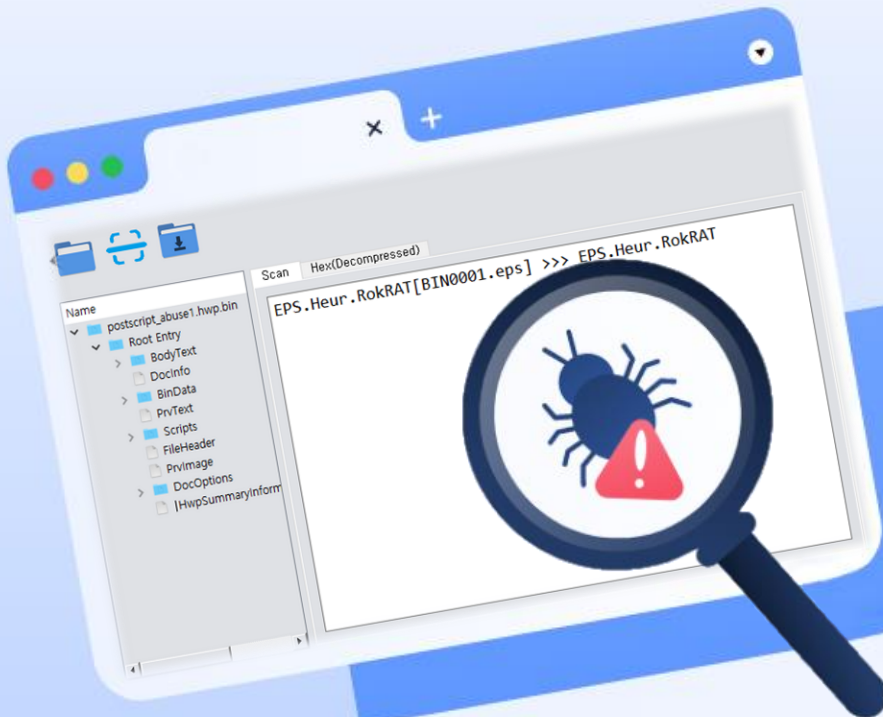 Scan Hex(Decompressed)
EPS.Heur.RokRAT[BIN0001.eps] >>> EPS.Heur.RokRAT
Name
postscript_abuse1.hwp.bin
Root Entry
BodyText
DocInfo
BinData
PrvText
Scripts
FileHeader
PrvImage
DocOptions
|HwpSummaryInform